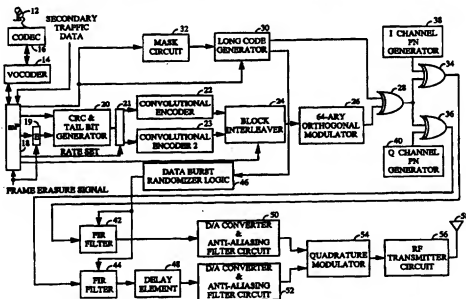 12
SECONDARY
TRAFFIC
DATA
CODEC
16
14
VOCODER
32
MASK
CIRCUIT
30
LONG CODE
GENERATOR
38
I CHANNEL
PN
GENERATOR
34
28
36
20
CRC &
TAIL BIT
GENERATOR
21
22
CONVOLUTIONAL
ENCODER
23
CONVOLUTIONAL
ENCODER 2
24
BLOCK
INTERLEAVER
26
64-ARY
ORTHOGONAL
MODULATOR
40
Q CHANNEL
PN
GENERATOR
18
19
RATE SET
FRAME ERASURE SIGNAL
DATA BURST
RANDOMIZER LOGIC
46
42
FIR
FILTER
50
D/A CONVERTER
&
ANTI-ALIASING
FILTER CIRCUIT
54
QUADRATURE
MODULATOR
56
RF
TRANSMITTER
CIRCUIT
44
FIR
FILTER
48
DELAY
ELEMENT
D/A CONVERTER
&
ANTI-ALIASING
FILTER CIRCUIT
52